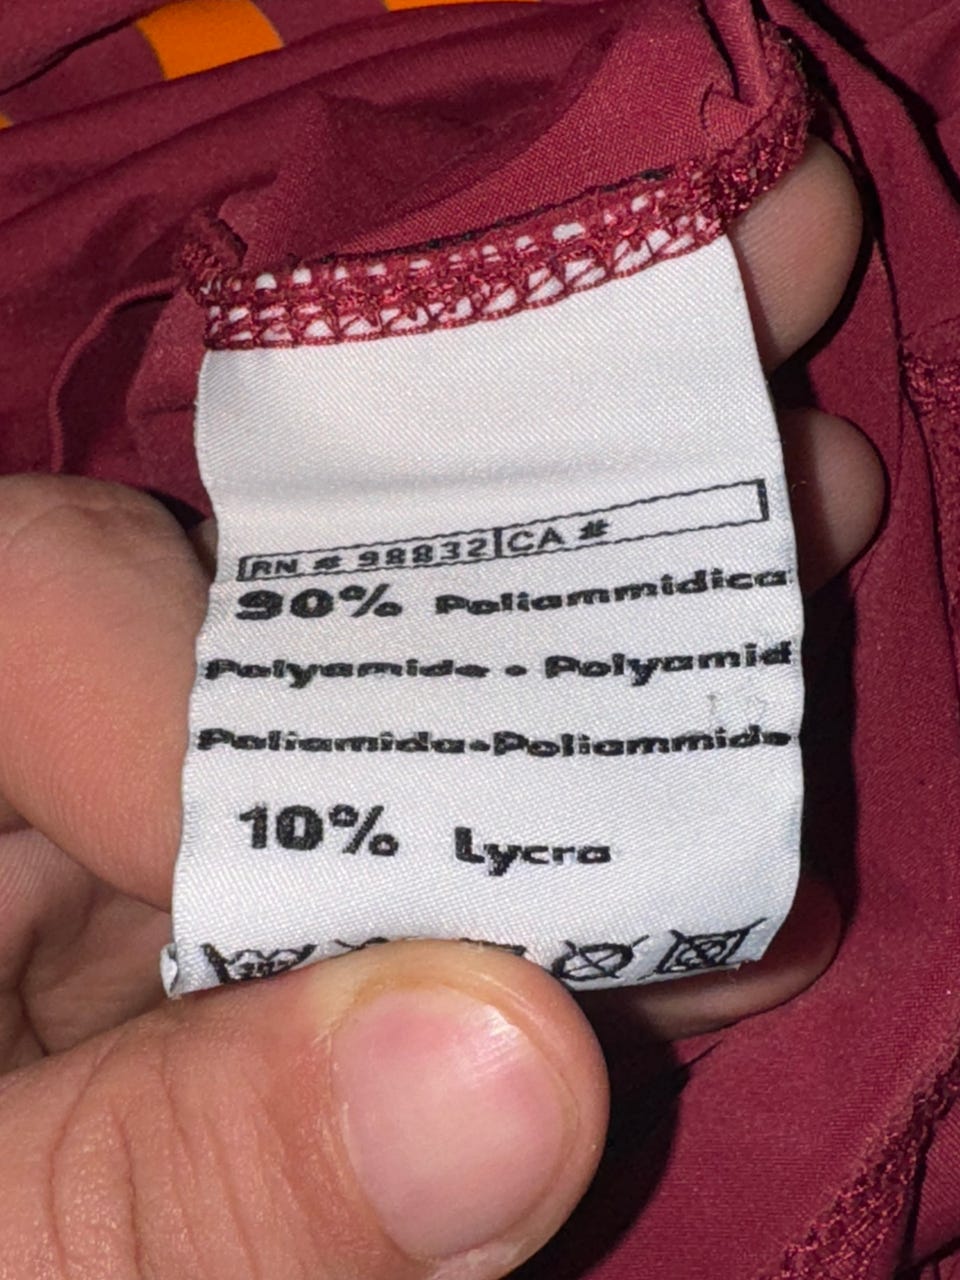 RN # 98832 CA #
90% Poliammidica
Polyamide • Polyamid
Poliamida•Poliammide
10% Lycra